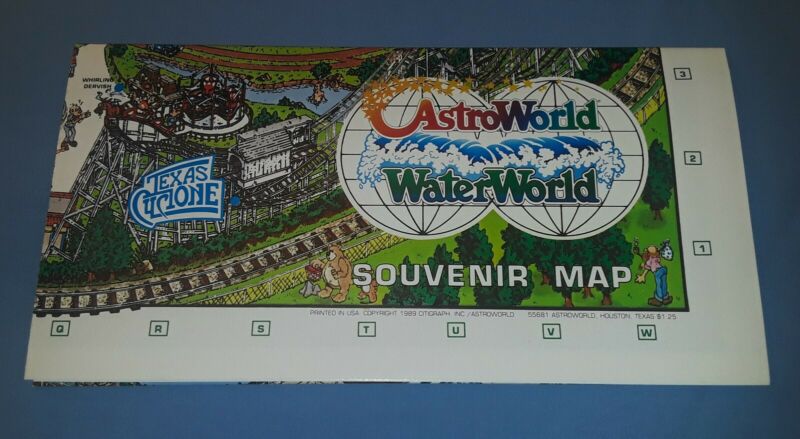 WHIRLING
DERVISH
TEXAS
CYCLONE
AstroWorld
WaterWorld
SOUVENIR MAP
3
2
1
PRINTED IN USA. COPYRIGHT 1989 CITIGRAPH, INC./ASTROWORLD 55681 ASTROWORLD, HOUSTON, TEXAS $1.25
Q R S T U V W